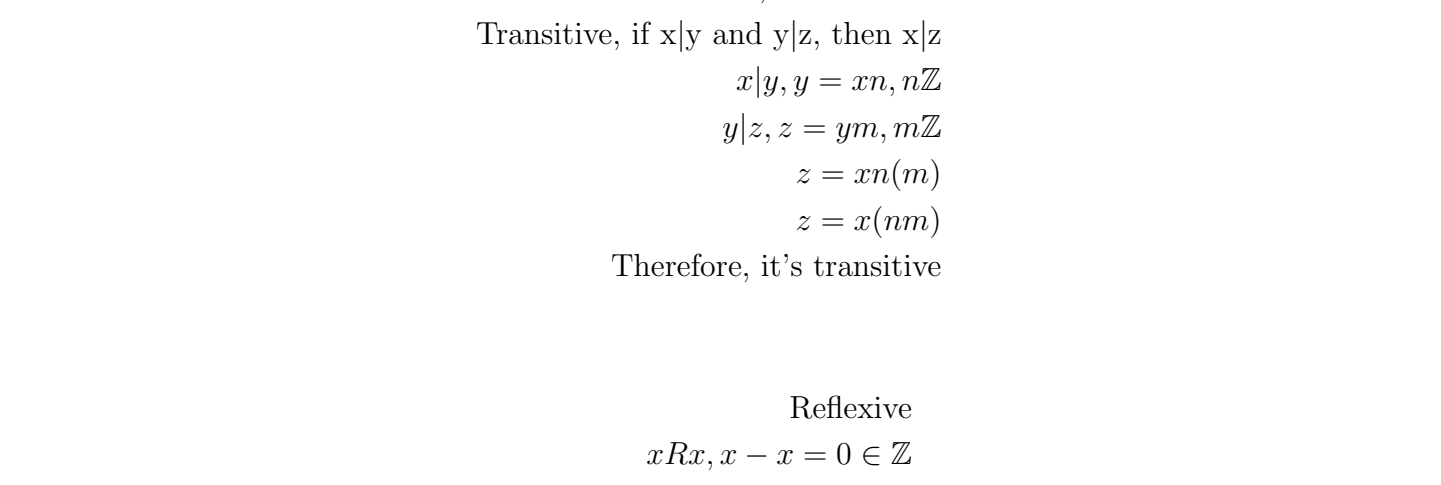 Transitive, if x|y and y|z, then x|z
x|y, y = xn, nℤ
y|z, z = ym, mℤ
z = xn(m)
z = x(nm)
Therefore, it's transitive
Reflexive
xRx, x − x = 0 ∈ ℤ